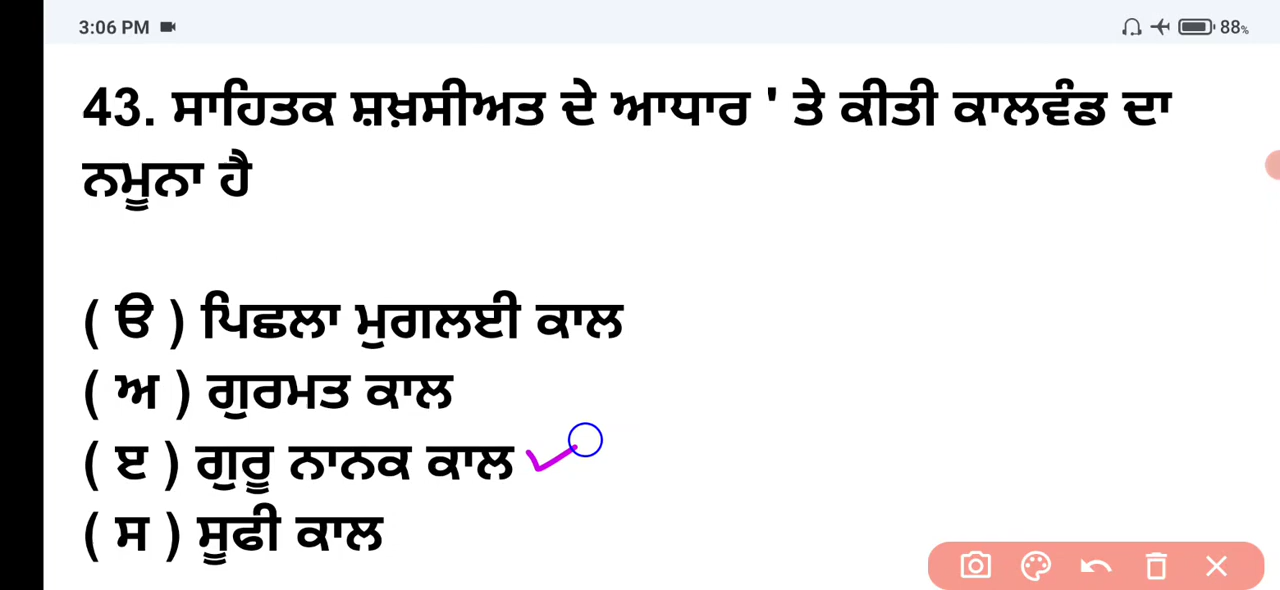 3:06 PM
88%
43. ਸਾਹਿਤਕ ਸ਼ਖ਼ਸੀਅਤ ਦੇ ਆਧਾਰ ' ਤੇ ਕੀਤੀ ਕਾਲਵੰਡ ਦਾ
ਨਮੂਨਾ ਹੈ
( ੳ ) ਪਿਛਲਾ ਮੁਗਲਈ ਕਾਲ
( ਅ ) ਗੁਰਮਤ ਕਾਲ
( ੲ ) ਗੁਰੂ ਨਾਨਕ ਕਾਲ
( ਸ ) ਸੂਫੀ ਕਾਲ